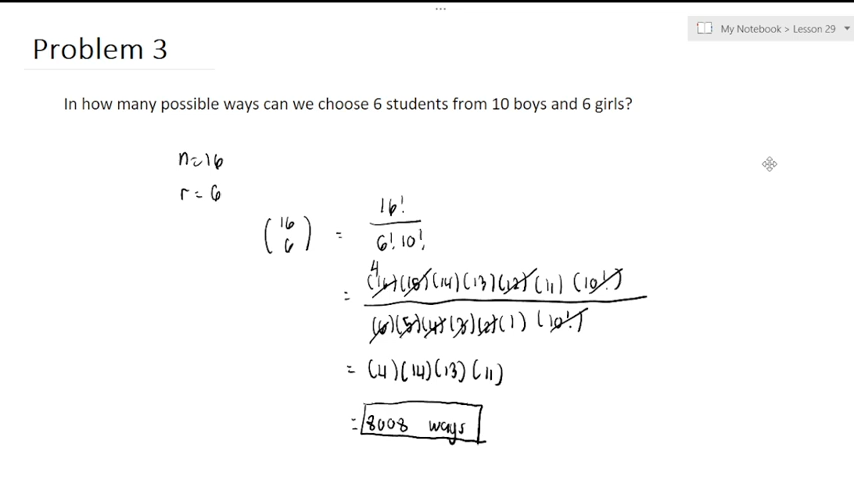 My Notebook > Lesson 29
Problem 3
In how many possible ways can we choose 6 students from 10 boys and 6 girls?
n=16
r=6
(16 6) = 16! / 6! 10!
4
= (16)(15)(14)(13)(12)(11)(10!)
(6)(5)(4)(3)(2)(1)(10!)
= (4)(14)(13)(11)
= 8008 ways